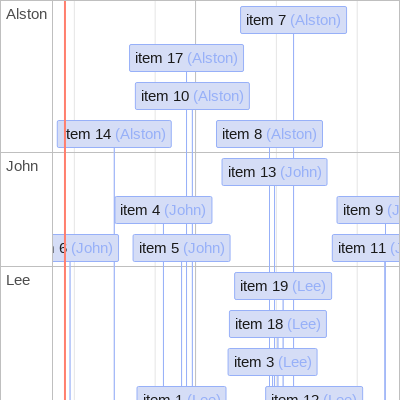 Alston
item 7 (Alston)
item 17 (Alston)
item 10 (Alston)
item 14 (Alston)
item 8 (Alston)
John
item 13 (John)
item 4 (John)
item 9 (J
6 (John)
item 5 (John)
item 11 (J
Lee
item 19 (Lee)
item 18 (Lee)
item 3 (Lee)
item 1 (Lee)
item 12 (Lee)